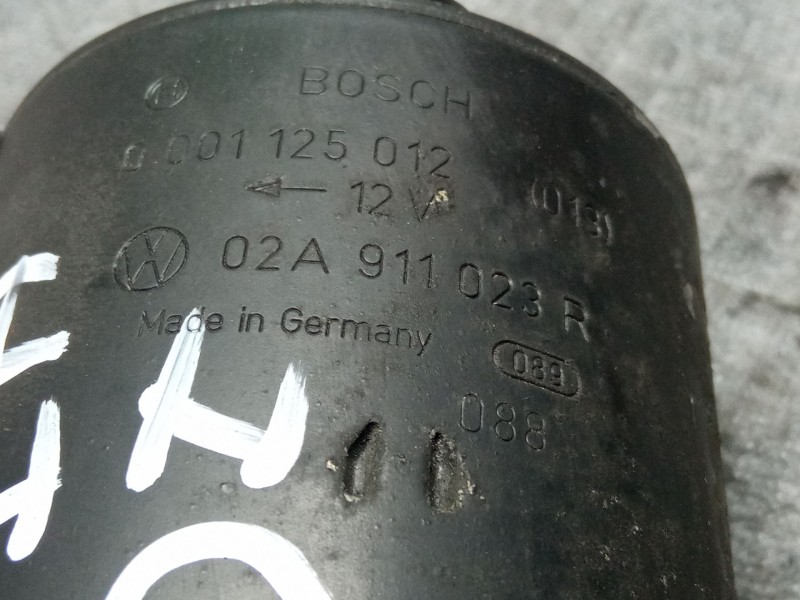 BOSCH
0 001 125 012
12 V (013)
02A 911 023 R
Made in Germany
089
088